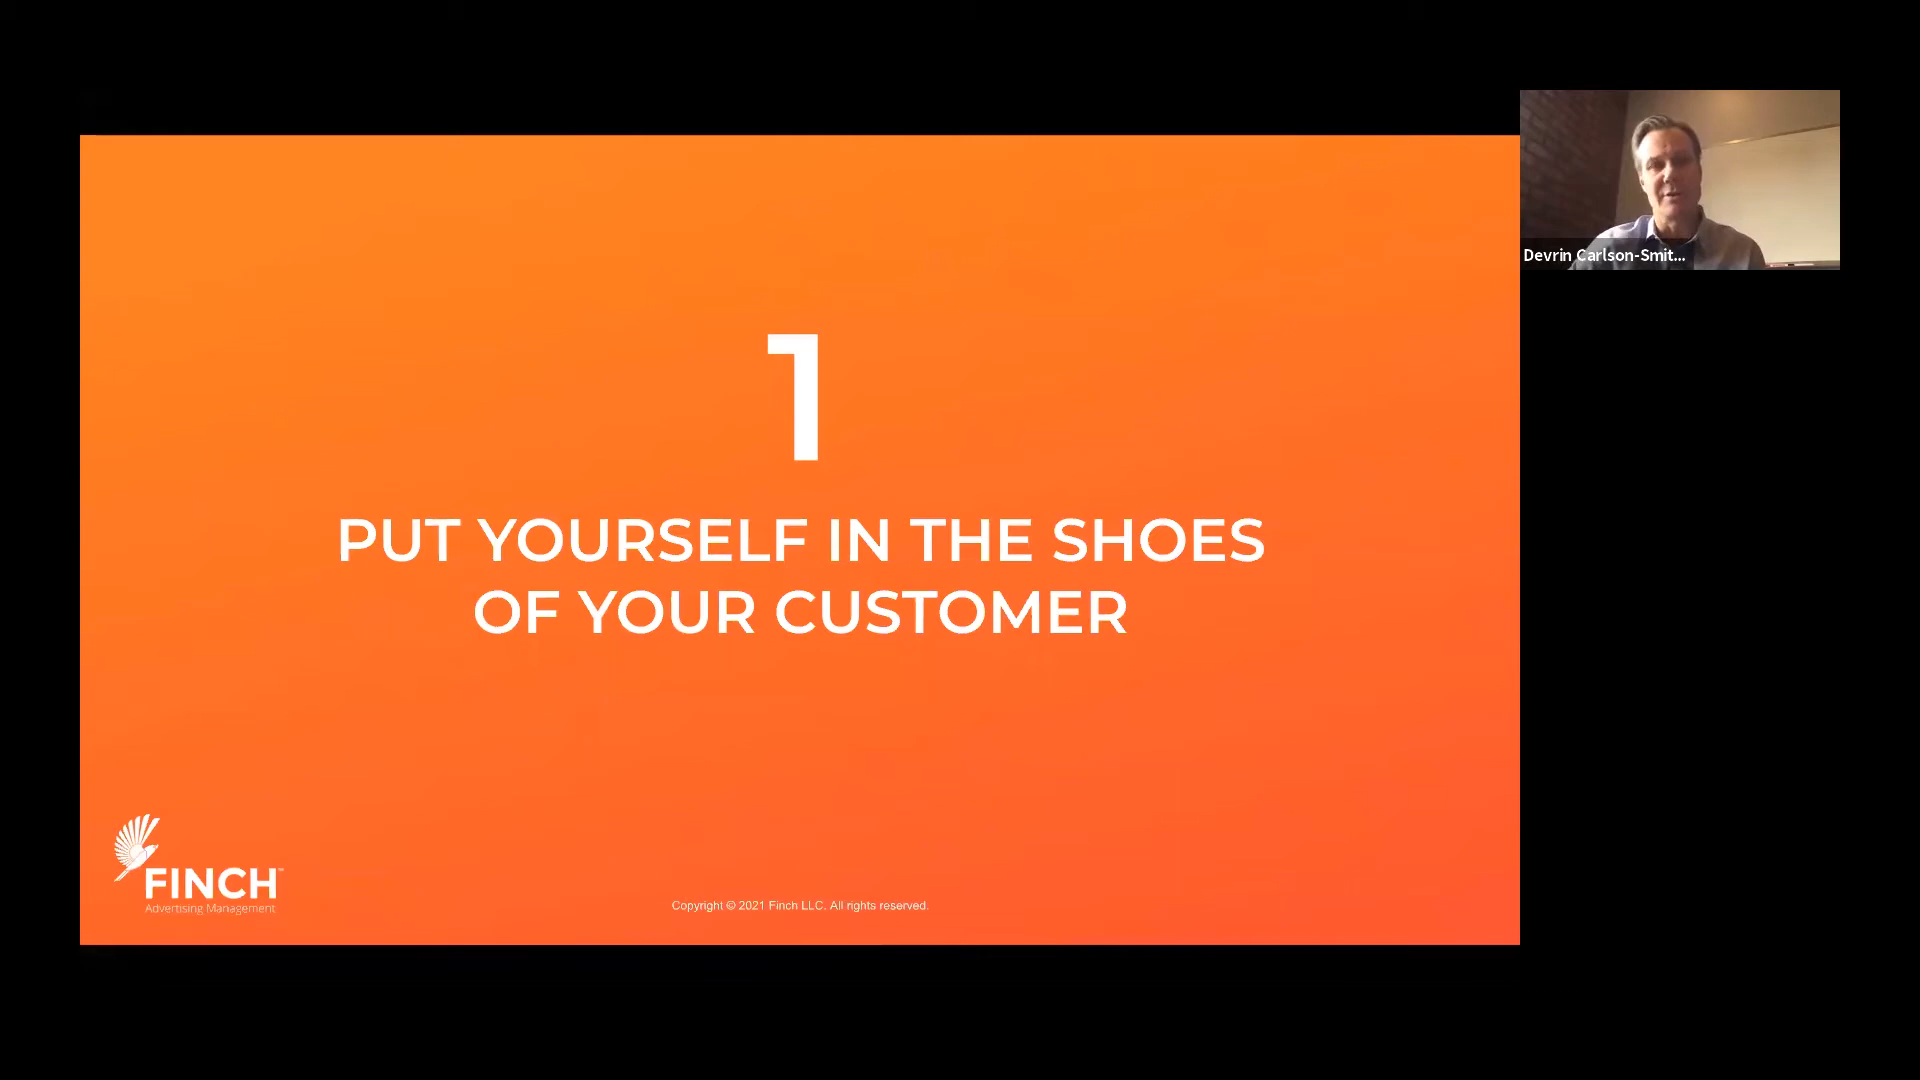 1
PUT YOURSELF IN THE SHOES
OF YOUR CUSTOMER
FINCH™
Advertising Management
Copyright © 2021 Finch LLC. All rights reserved.
Devrin Carlson-Smit...